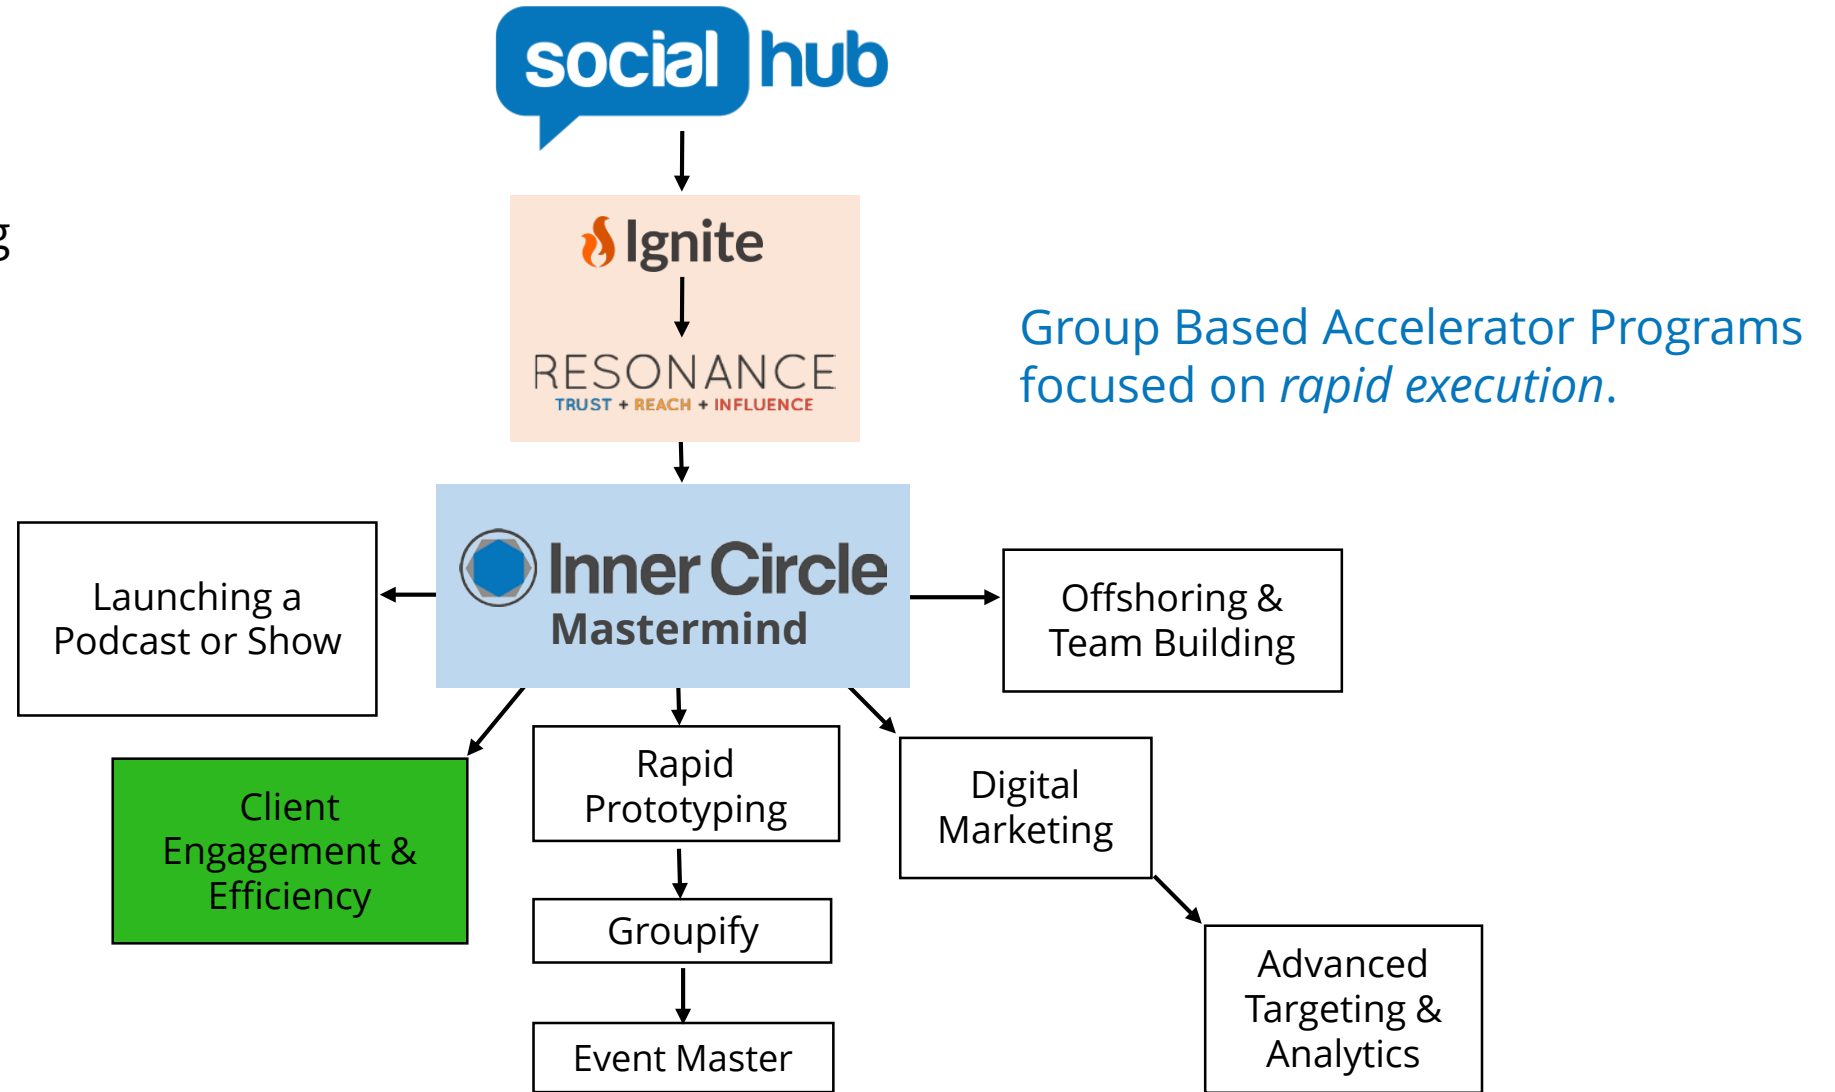 social hub
g
Ignite
RESONANCE
TRUST + REACH + INFLUENCE
Group Based Accelerator Programs
focused on rapid execution.
Inner Circle
Mastermind
Launching a
Podcast or Show
Offshoring &
Team Building
Client
Engagement &
Efficiency
Rapid
Prototyping
Digital
Marketing
Groupify
Event Master
Advanced
Targeting &
Analytics